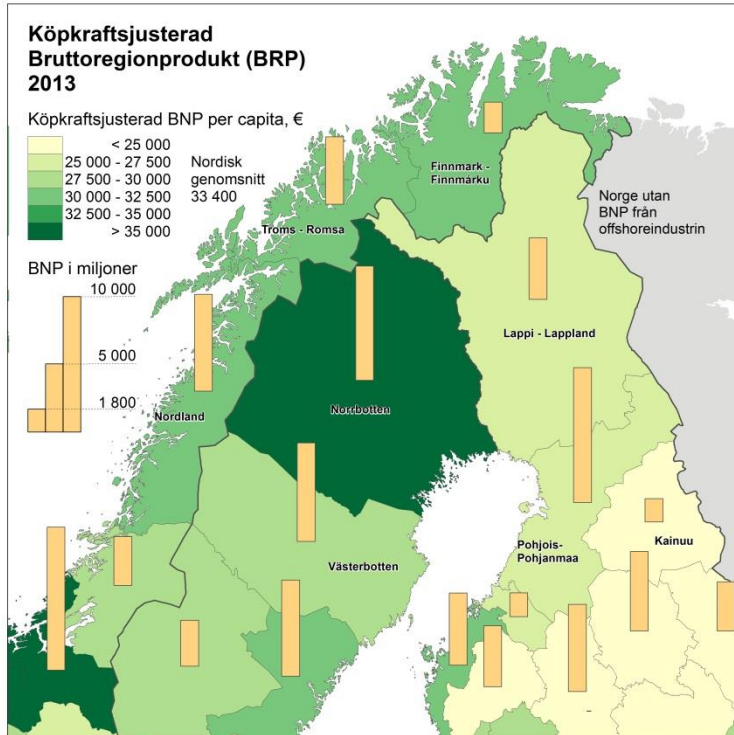 Köpkraftsjusterad
Bruttoregionprodukt (BRP)
2013
Köpkraftsjusterad BNP per capita, €
< 25 000
25 000 - 27 500
27 500 - 30 000
30 000 - 32 500
32 500 - 35 000
> 35 000
Nordisk
genomsnitt
33 400
BNP i miljoner
10 000
5 000
1 800
Finnmark -
Finnmárku
Norge utan
BNP från
offshoreindustrin
Troms - Romsa
Lappi - Lappland
Nordland
Norrbotten
Västerbotten
Pohjois-
Pohjanmaa
Kainuu